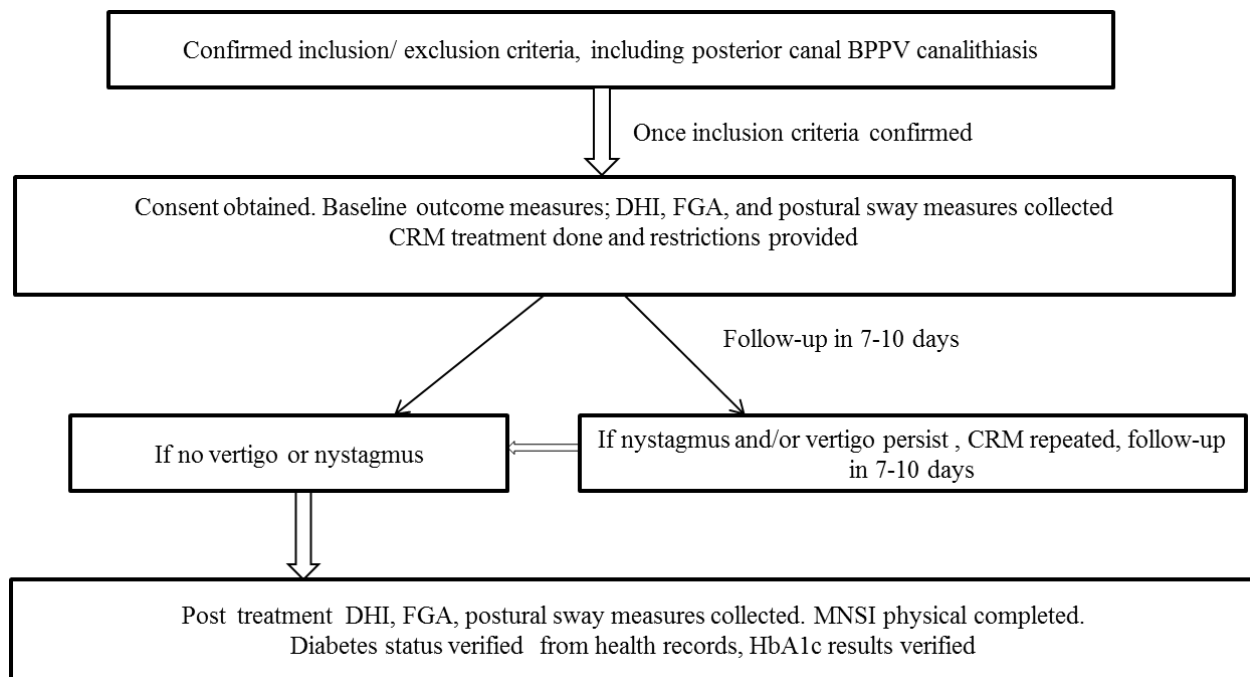 Confirmed inclusion/ exclusion criteria, including posterior canal BPPV canalithiasis
Once inclusion criteria confirmed
Consent obtained. Baseline outcome measures; DHI, FGA, and postural sway measures collected
CRM treatment done and restrictions provided
Follow-up in 7-10 days
If no vertigo or nystagmus
If nystagmus and/or vertigo persist , CRM repeated, follow-up
in 7-10 days
Post treatment DHI, FGA, postural sway measures collected. MNSI physical completed.
Diabetes status verified from health records, HbA1c results verified